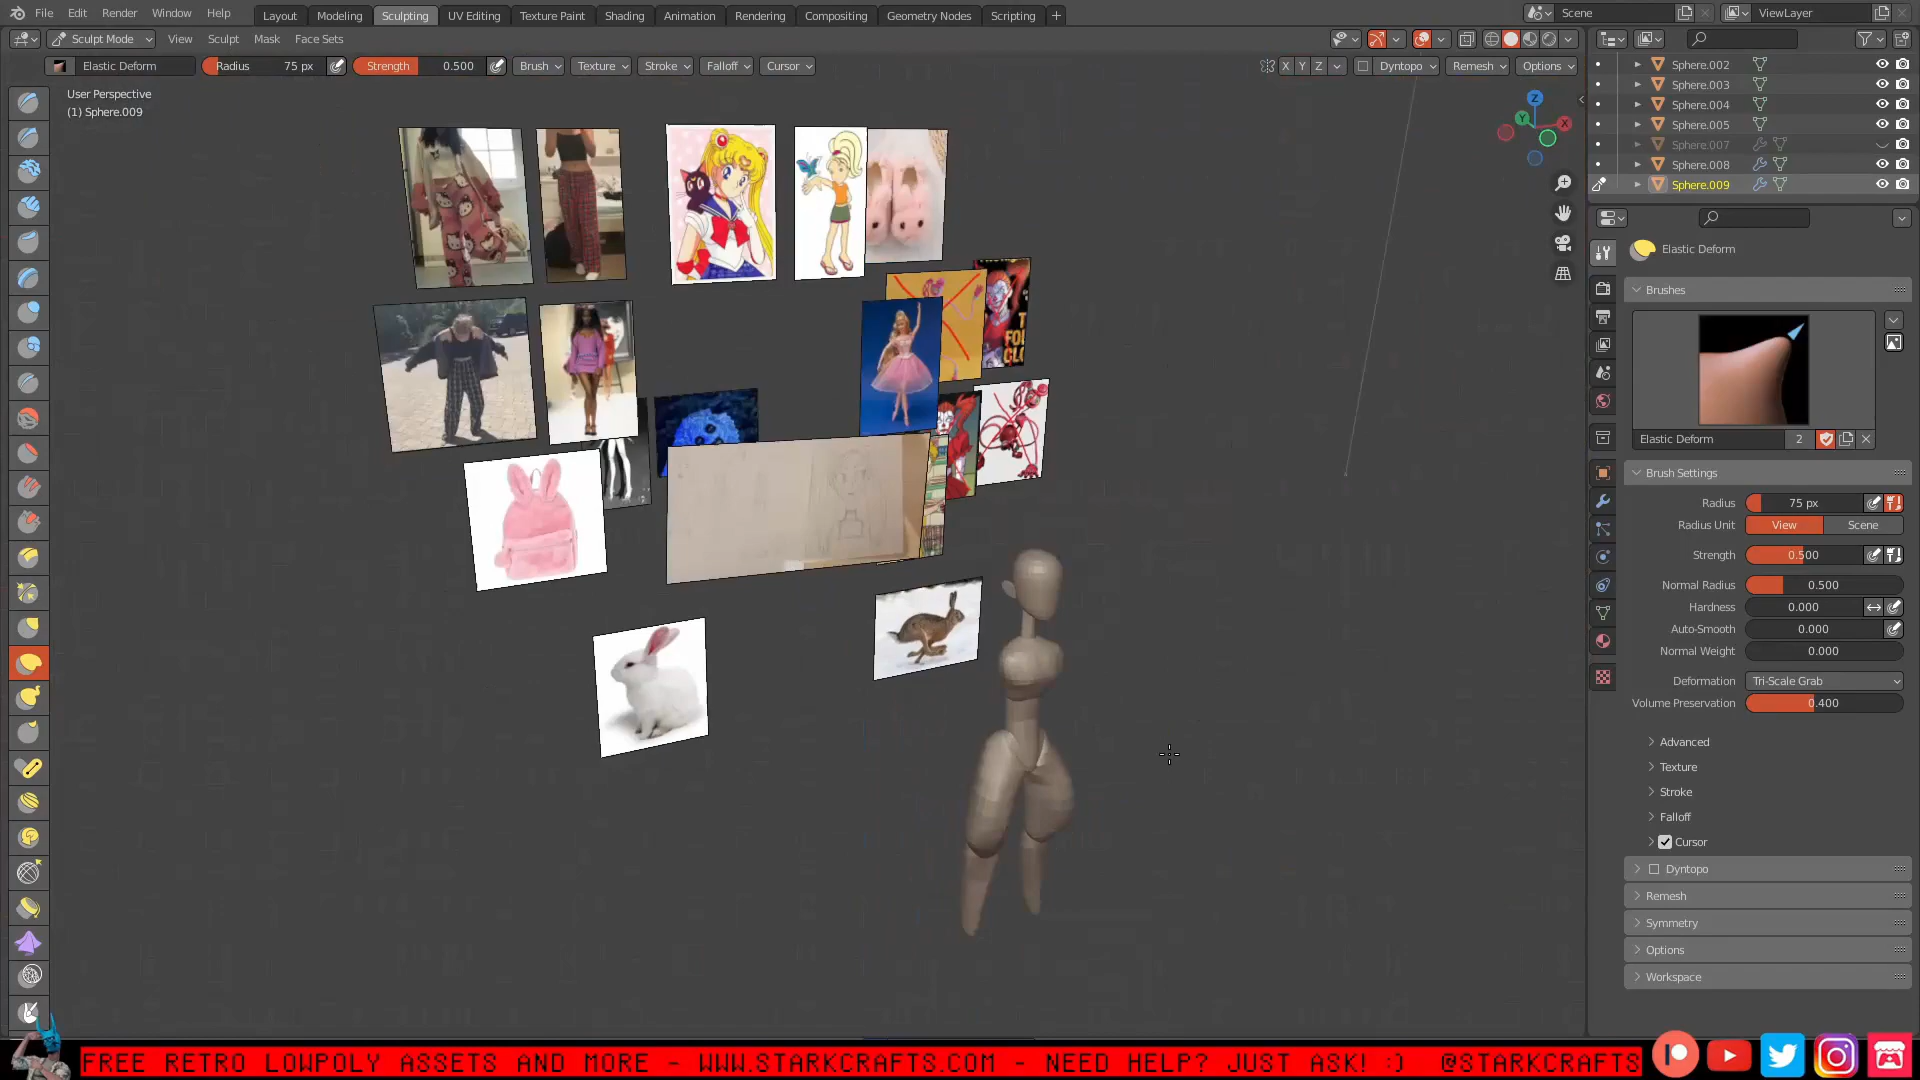 File Edit Render Window Help
Layout Modeling Sculpting UV Editing Texture Paint Shading Animation Rendering Compositing Geometry Nodes Scripting +
Scene
ViewLayer
Sculpt Mode View Sculpt Mask Face Sets
Elastic Deform Radius 75 px Strength 0.500 Brush Texture Stroke Falloff Cursor
X Y Z Dyntopo Remesh Options
User Perspective
(1) Sphere.009
Z
Y
X
Sphere.002
Sphere.003
Sphere.004
Sphere.005
Sphere.007
Sphere.008
Sphere.009
Elastic Deform
Brushes
Elastic Deform 2
Brush Settings
Radius 75 px
Radius Unit View Scene
Strength 0.500
Normal Radius 0.500
Hardness 0.000
Auto-Smooth 0.000
Normal Weight 0.000
Deformation Tri-Scale Grab
Volume Preservation 0.400
Advanced
Texture
Stroke
Falloff
Cursor
Dyntopo
Remesh
Symmetry
Options
Workspace
FREE RETRO LOWPOLY ASSETS AND MORE - WWW.STARKCRAFTS.COM - NEED HELP? JUST ASK! :) @STARKCRAFTS